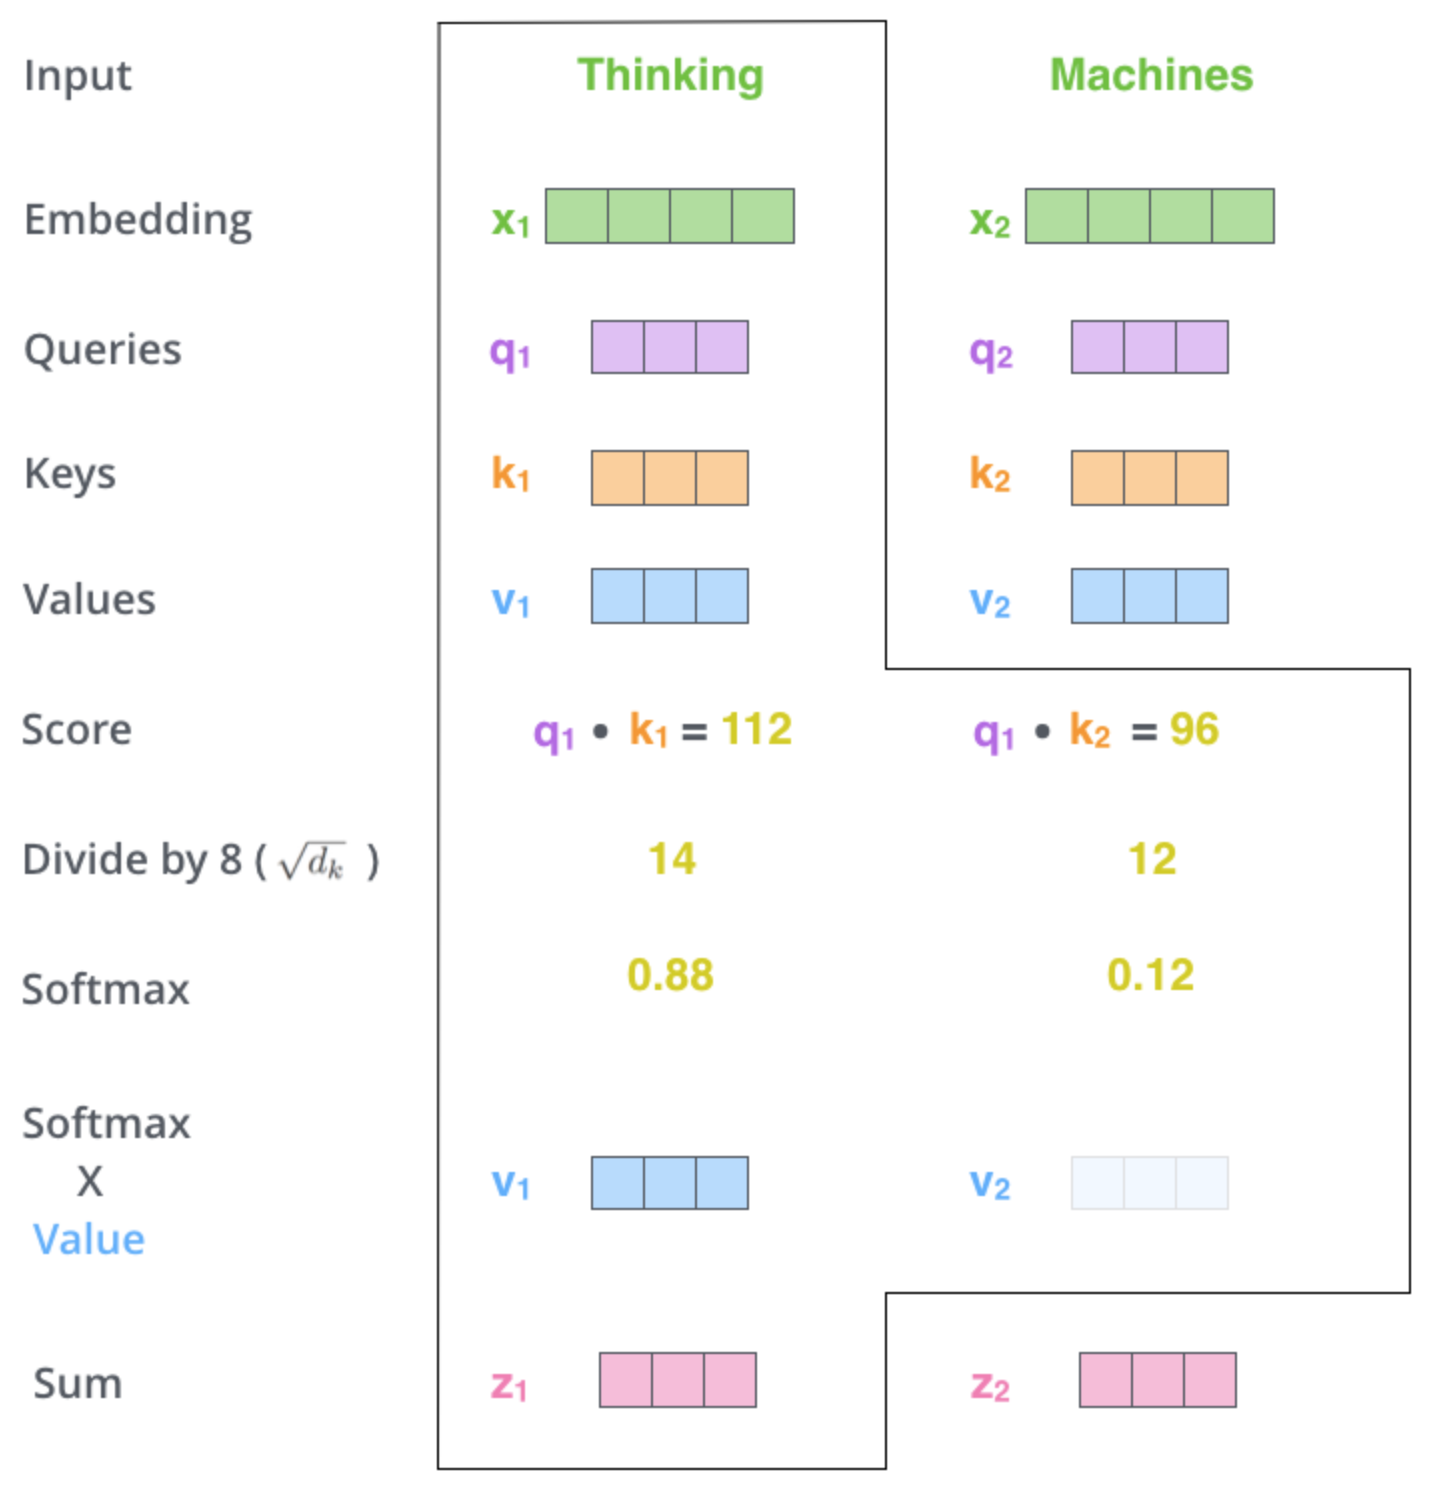 Input Thinking Machines
Embedding x1 x2
Queries q1 q2
Keys k1 k2
Values v1 v2
Score q1 • k1 = 112 q1 • k2 = 96
Divide by 8 ( √dk ) 14 12
Softmax 0.88 0.12
Softmax
X
v1 v2
Value
Sum z1 z2